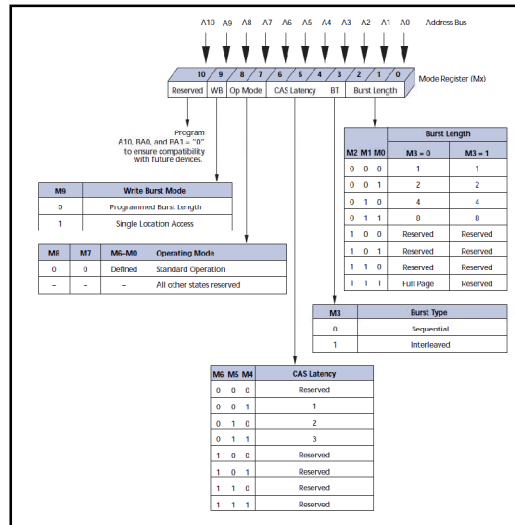 A10 A9 A8 A7 A6 A5 A4 A3 A2 A1 A0 Address Bus
10 9 8 7 6 5 4 3 2 1 0
Mode Register (Mx)
Reserved WB Op Mode CAS Latency BT Burst Length
Program
A10, BA0, and BA1 = "0"
to ensure compatibility
with future devices.
Burst Length
M2 M1 M0 M3 = 0 M3 = 1
0 0 0 1 1
0 0 1 2 2
0 1 0 4 4
0 1 1 8 8
1 0 0 Reserved Reserved
1 0 1 Reserved Reserved
1 1 0 Reserved Reserved
1 1 1 Full Page Reserved
M9 Write Burst Mode
0 Programmed Burst Length
1 Single Location Access
M8 M7 M6-M0 Operating Mode
0 0 Defined Standard Operation
– – – All other states reserved
M3 Burst Type
0 Sequential
1 Interleaved
M6 M5 M4 CAS Latency
0 0 0 Reserved
0 0 1 1
0 1 0 2
0 1 1 3
1 0 0 Reserved
1 0 1 Reserved
1 1 0 Reserved
1 1 1 Reserved